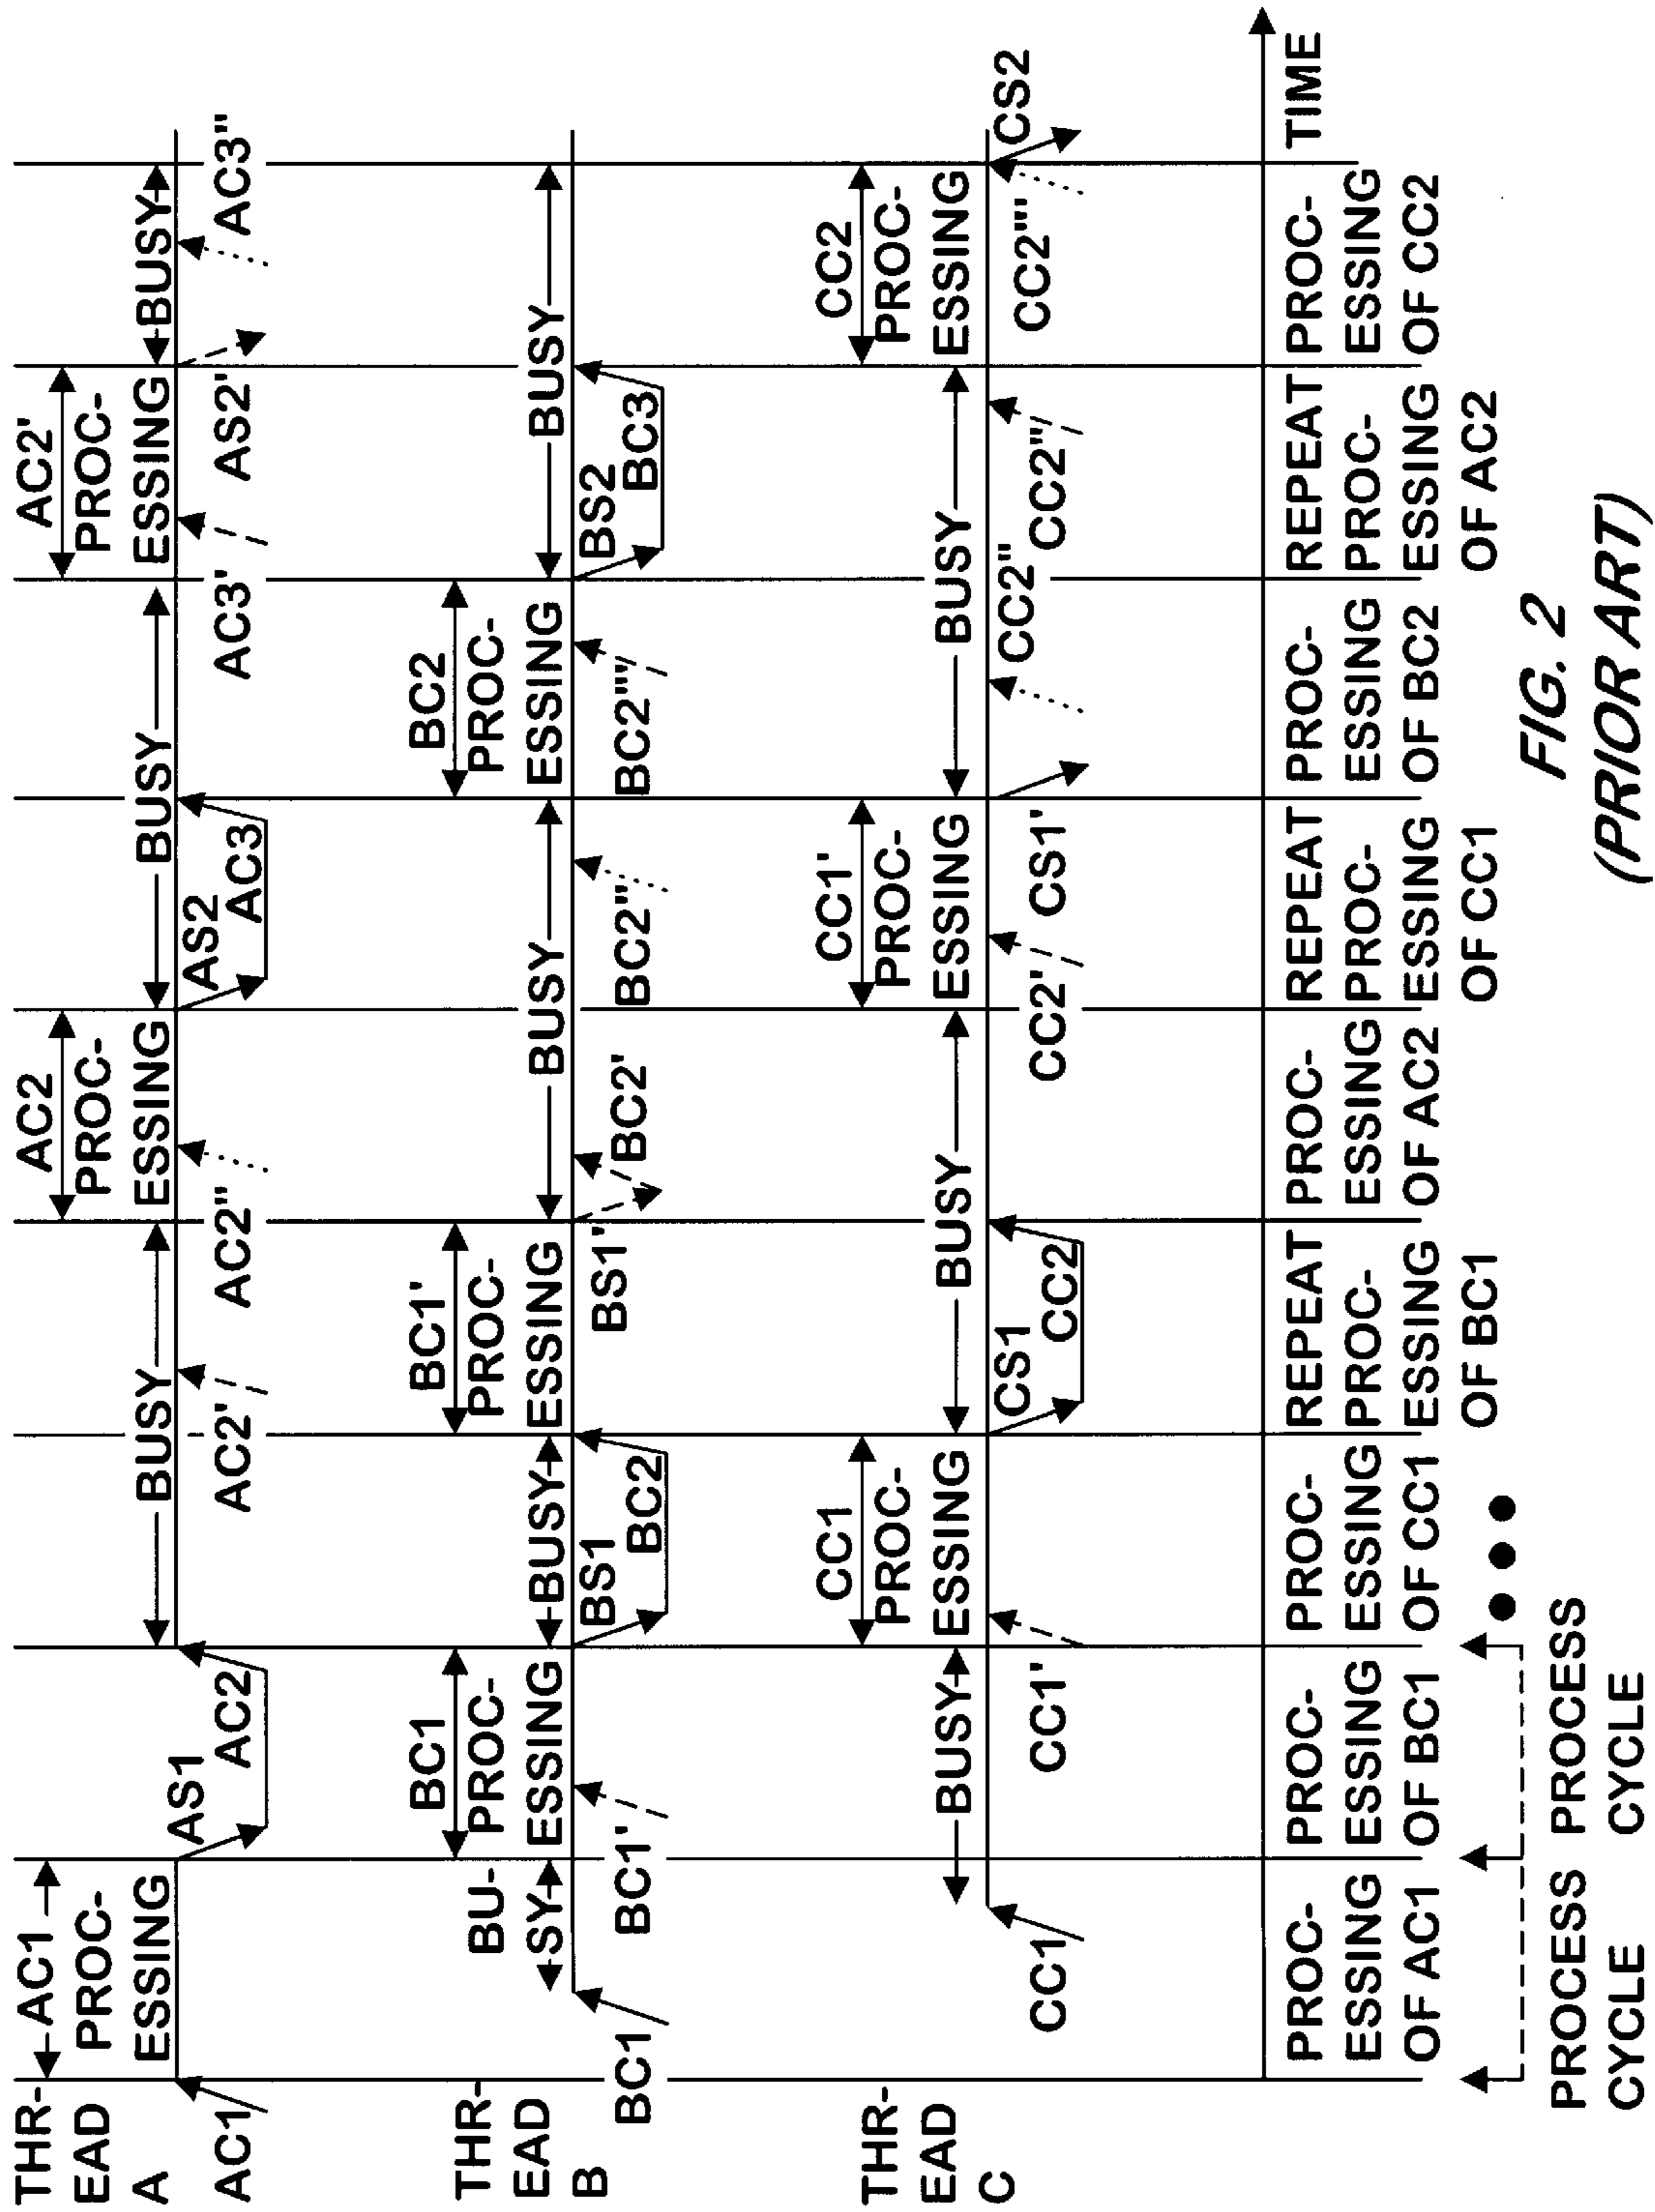 THR-
EAD
A
AC1
PROC-
ESSING
AC1
AS1
AC2
BUSY
AC2'
AC2"
AC2
PROC-
ESSING
AS2
AC3
BUSY
AC3'
AC2'
PROC-
ESSING
AS2'
BUSY
AC3"
THR-
EAD
B
BC1
BU-
SY
BC1'
BC1
PROC-
ESSING
BS1
BC2
BUSY
BC1'
PROC-
ESSING
BS1'
BC2'
BUSY
BC2"
BC2
PROC-
ESSING
BC2'"
BS2
BC3
BUSY
THR-
EAD
C
CC1
BUSY
CC1'
CC1
PROC-
ESSING
CS1
CC2
BUSY
CC2'
CC1'
PROC-
ESSING
CS1'
CC2"
BUSY
CC2"
CC2
PROC-
ESSING
CC2'"
CS2
TIME
PROC-
ESSING
OF AC1
PROC-
ESSING
OF BC1
PROC-
ESSING
OF CC1
REPEAT
PROC-
ESSING
OF BC1
PROC-
ESSING
OF AC2
REPEAT
PROC-
ESSING
OF CC1
PROC-
ESSING
OF BC2
REPEAT
PROC-
ESSING
OF AC2
PROC-
ESSING
OF CC2
PROCESS
CYCLE
PROCESS
CYCLE
FIG. 2
(PRIOR ART)